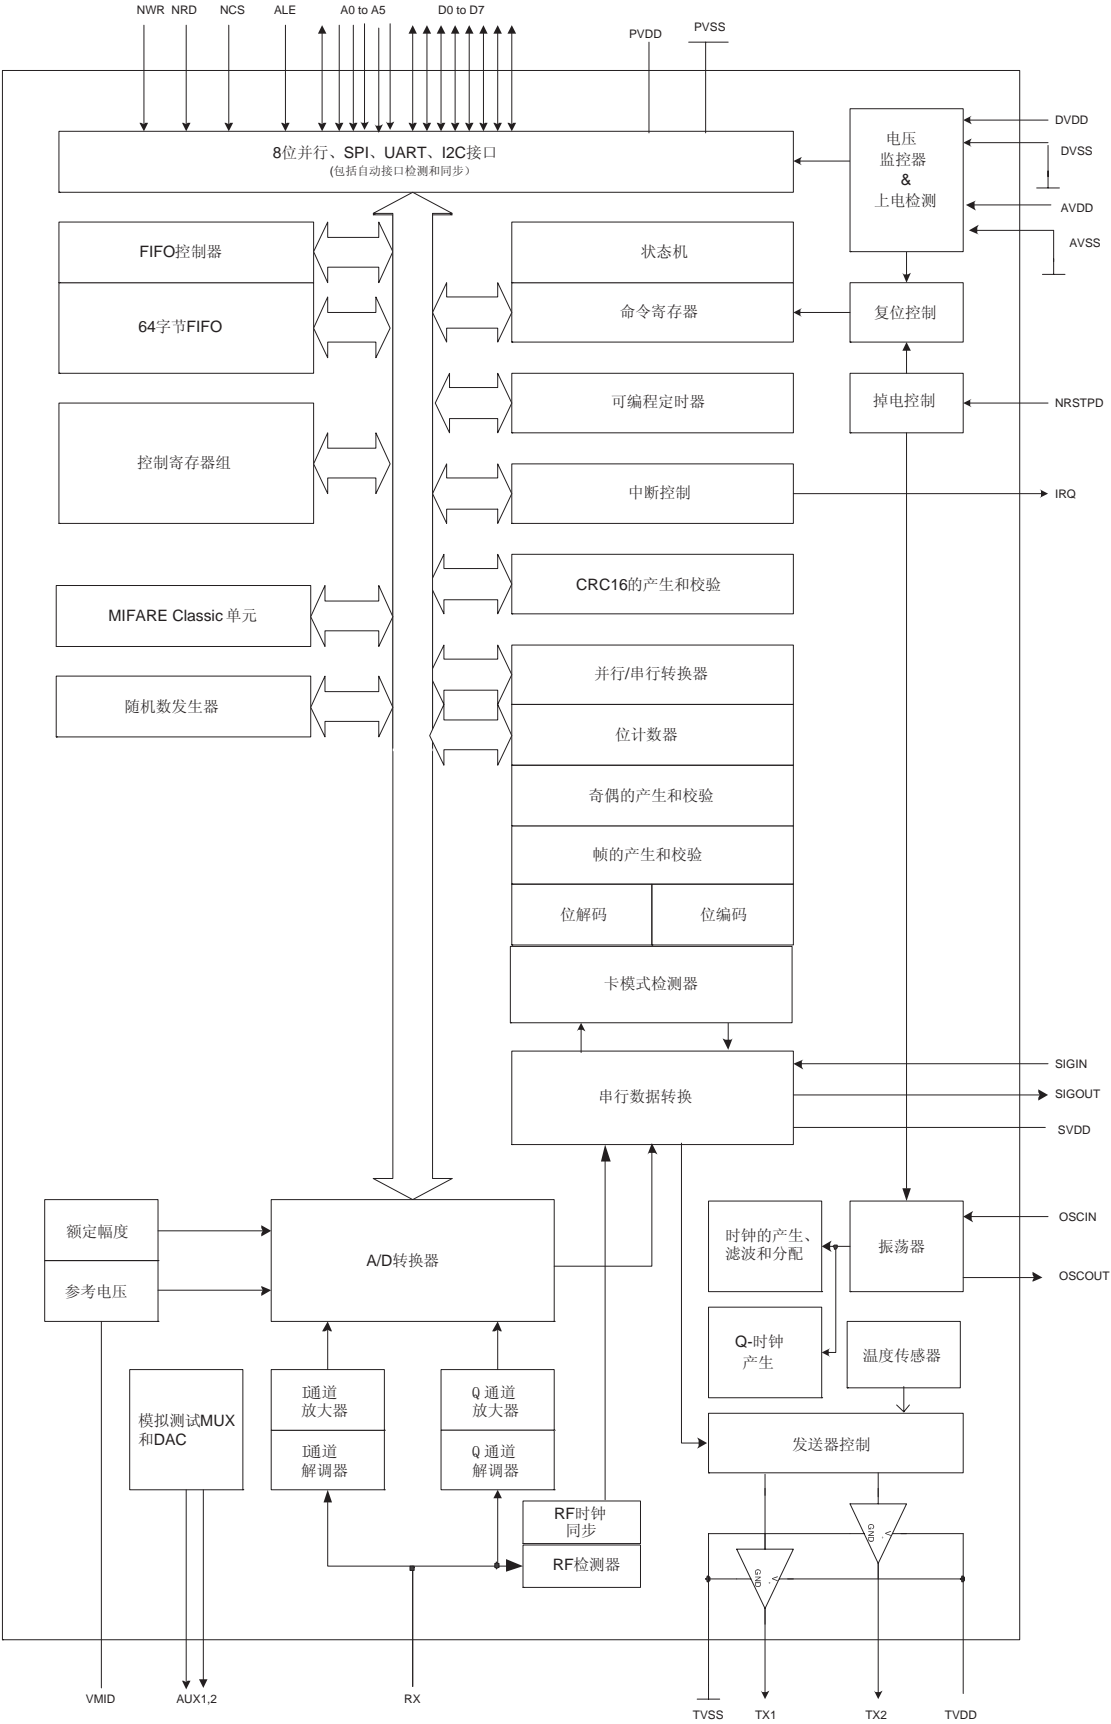 NWR NRD NCS ALE A0 to A5 D0 to D7
PVDD
PVSS
8位并行、SPI、UART、I2C接口
(包括自动接口检测和同步)
电压
监控器
&
上电检测
DVDD
DVSS
AVDD
AVSS
FIFO控制器
64字节FIFO
状态机
命令寄存器
复位控制
可编程定时器
掉电控制
NRSTPD
控制寄存器组
中断控制
IRQ
CRC16的产生和校验
MIFARE Classic 单元
随机数发生器
并行/串行转换器
位计数器
奇偶的产生和校验
帧的产生和校验
位解码
位编码
卡模式检测器
串行数据转换
SIGIN
SIGOUT
SVDD
额定幅度
参考电压
A/D转换器
时钟的产生、
滤波和分配
振荡器
OSCIN
OSCOUT
Q-时钟
产生
温度传感器
模拟测试MUX
和DAC
I通道
放大器
I通道
解调器
Q 通道
放大器
Q 通道
解调器
发送器控制
RF时钟
同步
RF检测器
V-
GND
V-
GND
VMID
AUX1,2
RX
TVSS
TX1
TX2
TVDD